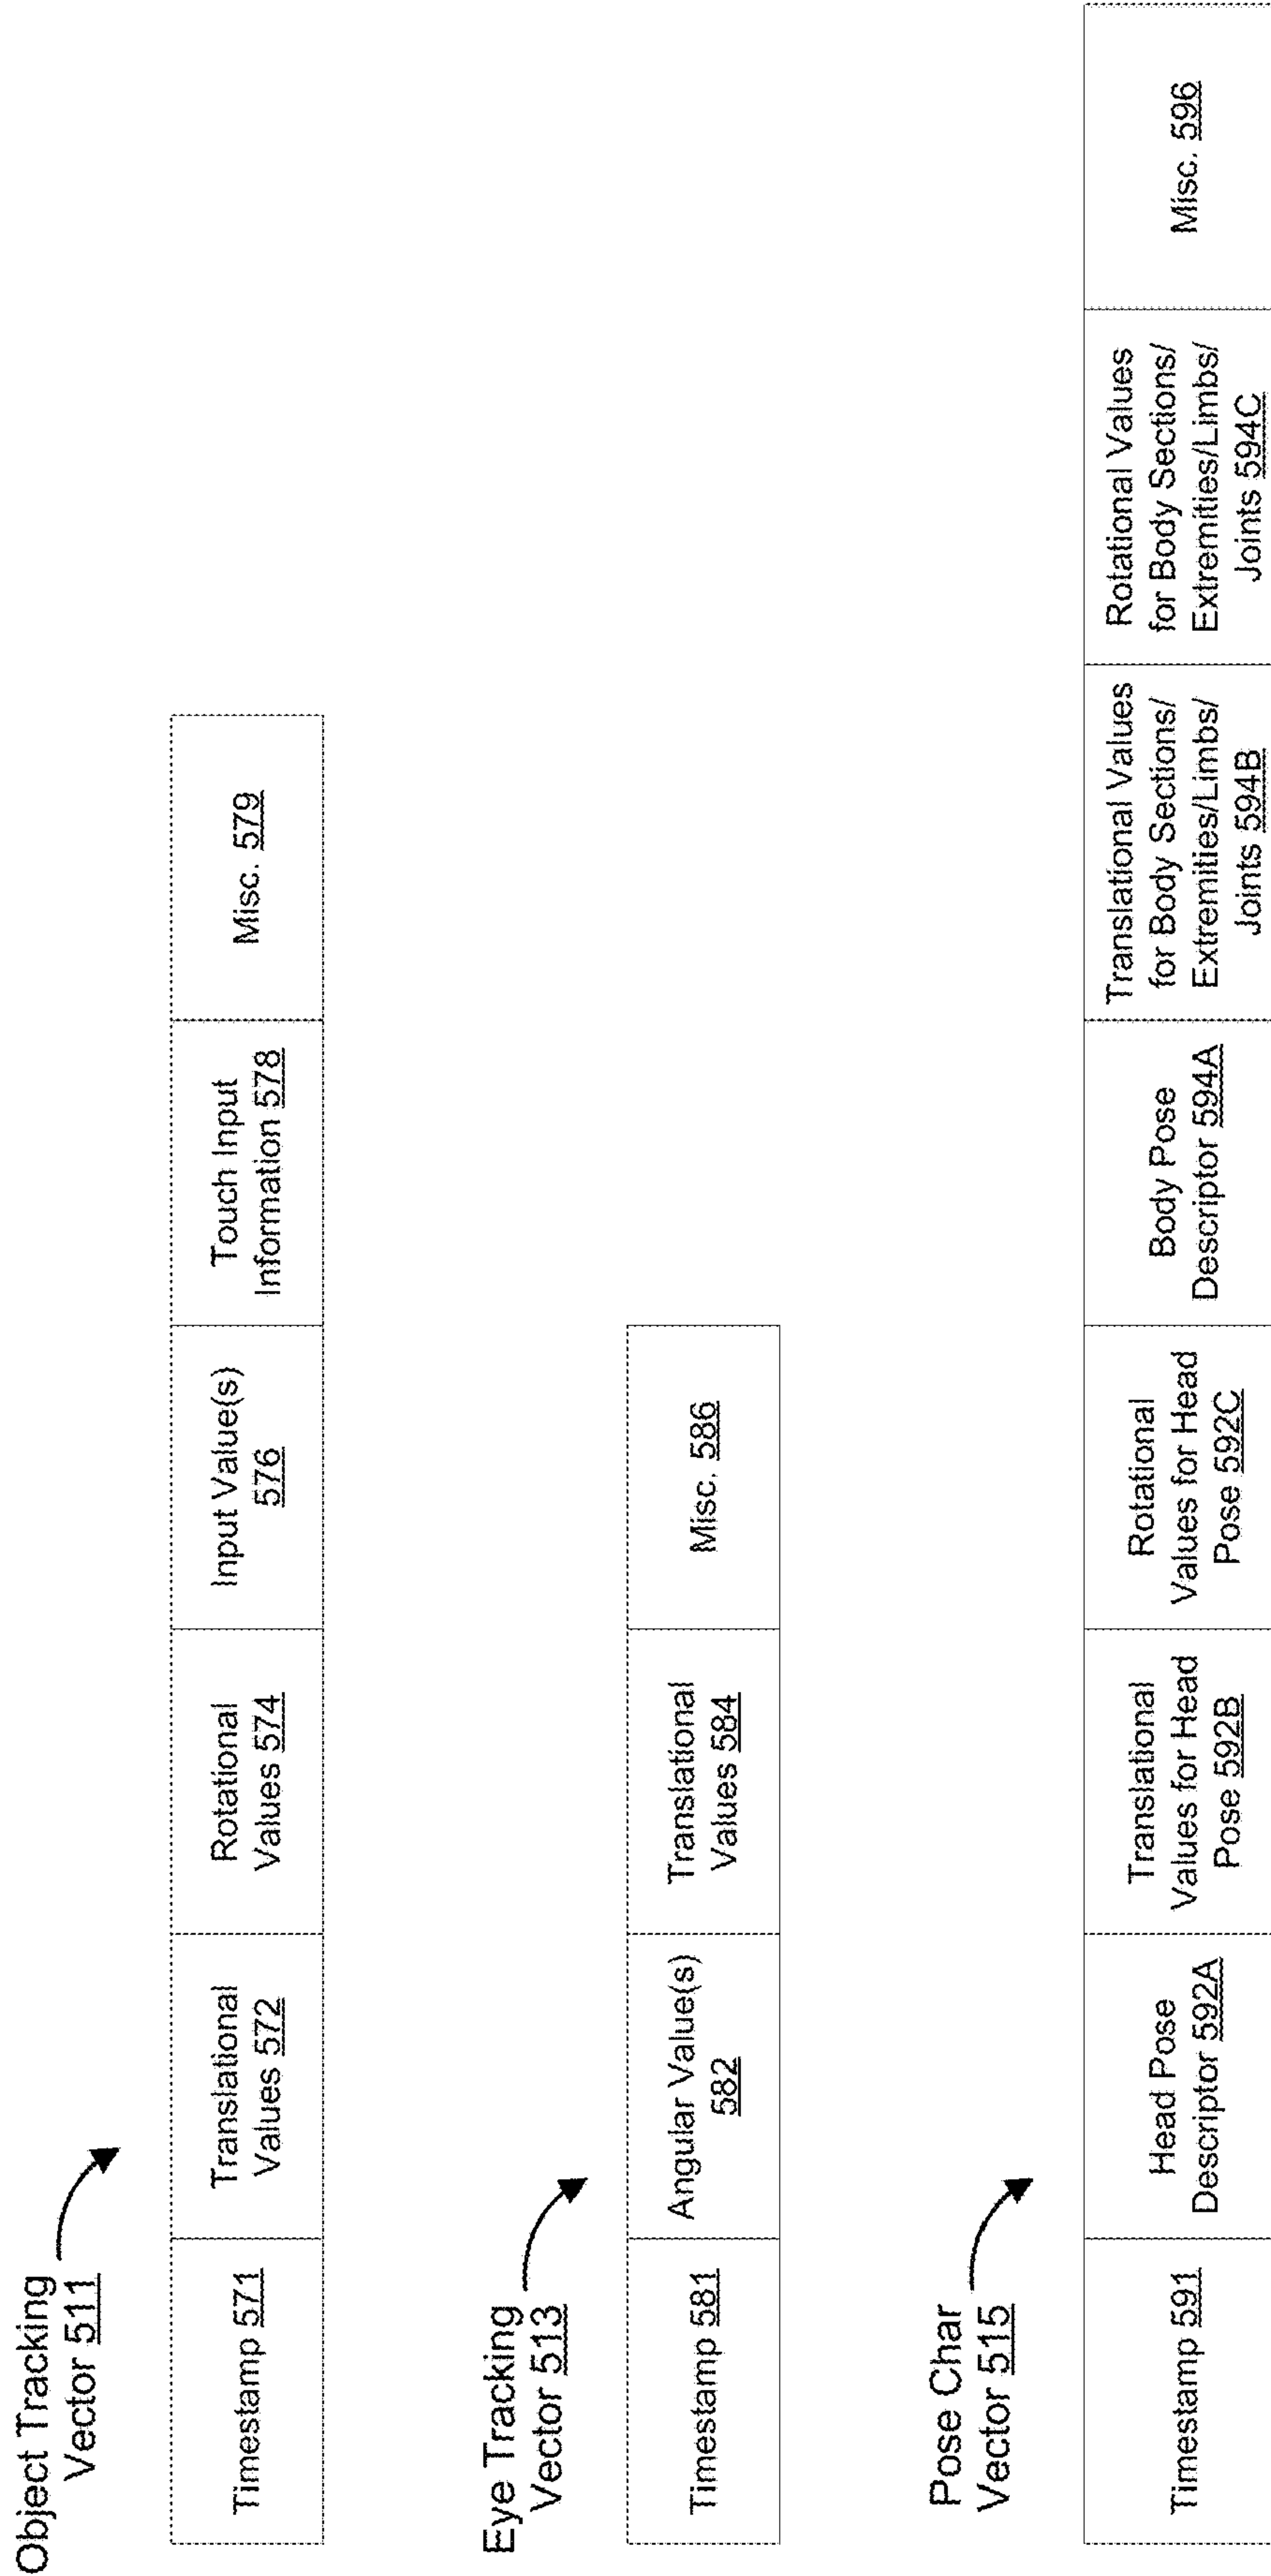 Object Tracking
Vector 511
Timestamp 571
Translational
Values 572
Rotational
Values 574
Input Value(s)
576
Touch Input
Information 578
Misc. 579
Eye Tracking
Vector 513
Timestamp 581
Angular Value(s)
582
Translational
Values 584
Misc. 586
Pose Char
Vector 515
Timestamp 591
Head Pose
Descriptor 592A
Translational
Values for Head
Pose 592B
Rotational
Values for Head
Pose 592C
Body Pose
Descriptor 594A
Translational Values
for Body Sections/
Extremities/Limbs/
Joints 594B
Rotational Values
for Body Sections/
Extremities/Limbs/
Joints 594C
Misc. 596